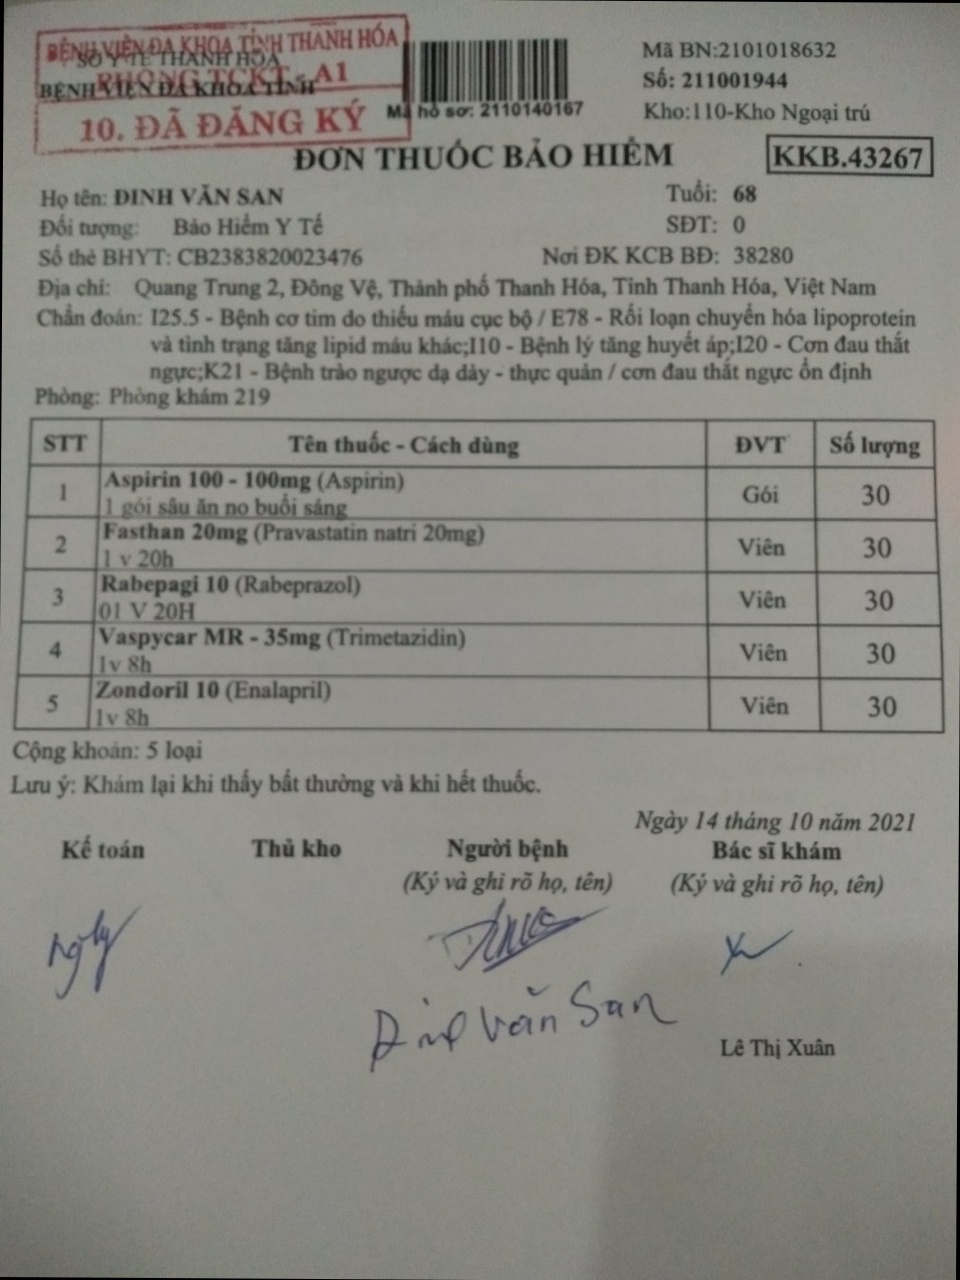 BỆNH VIỆN ĐA KHOA TỈNH THANH HÓA
SỞ Y TẾ THANH HÓA
PHÒNG TCKT - A1
BỆNH VIỆN ĐA KHOA TỈNH
10. ĐÃ ĐĂNG KÝ
Mã hồ sơ: 2110140167
Mã BN:2101018632
Số: 211001944
Kho:110-Kho Ngoại trú
ĐƠN THUỐC BẢO HIỂM
KKB.43267
Họ tên: ĐINH VĂN SAN Tuổi: 68
Đối tượng: Bảo Hiểm Y Tế SĐT: 0
Số thẻ BHYT: CB2383820023476 Nơi ĐK KCB BĐ: 38280
Địa chỉ: Quang Trung 2, Đông Vệ, Thành phố Thanh Hóa, Tỉnh Thanh Hóa, Việt Nam
Chẩn đoán: I25.5 - Bệnh cơ tim do thiếu máu cục bộ / E78 - Rối loạn chuyển hóa lipoprotein
và tình trạng tăng lipid máu khác;I10 - Bệnh lý tăng huyết áp;I20 - Cơn đau thắt
ngực;K21 - Bệnh trào ngược dạ dày - thực quản / cơn đau thắt ngực ổn định
Phòng: Phòng khám 219
STT Tên thuốc - Cách dùng ĐVT Số lượng
1 Aspirin 100 - 100mg (Aspirin) Gói 30
1 gói sâu ăn no buổi sáng
2 Fasthan 20mg (Pravastatin natri 20mg) Viên 30
1 v 20h
3 Rabepagi 10 (Rabeprazol) Viên 30
01 V 20H
4 Vaspycar MR - 35mg (Trimetazidin) Viên 30
1v 8h
5 Zondoril 10 (Enalapril) Viên 30
1v 8h
Cộng khoản: 5 loại
Lưu ý: Khám lại khi thấy bất thường và khi hết thuốc.
Ngày 14 tháng 10 năm 2021
Kế toán Thủ kho Người bệnh Bác sĩ khám
(Ký và ghi rõ họ, tên) (Ký và ghi rõ họ, tên)
Đinh Văn San
Lê Thị Xuân